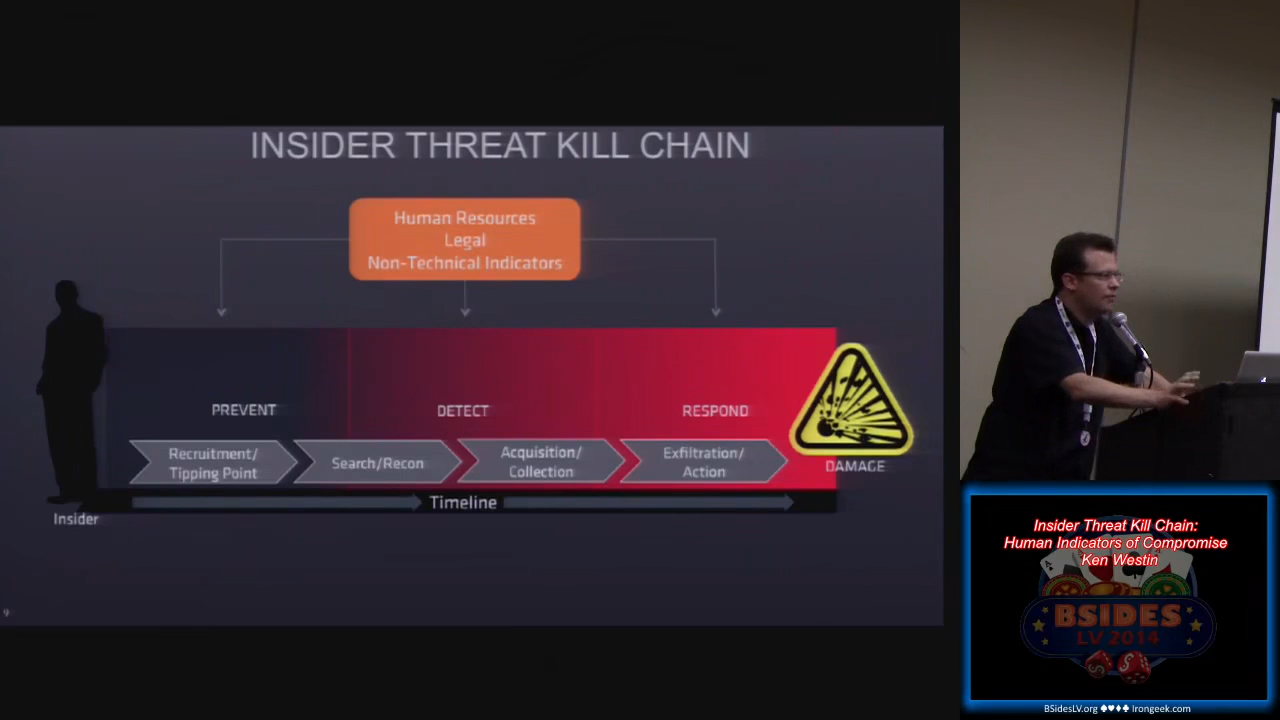 INSIDER THREAT KILL CHAIN
Human Resources
Legal
Non-Technical Indicators
PREVENT
DETECT
RESPOND
Recruitment/
Tipping Point
Search/Recon
Acquisition/
Collection
Exfiltration/
Action
DAMAGE
Timeline
Insider
9
Insider Threat Kill Chain:
Human Indicators of Compromise
Ken Westin
BSIDES
LV 2014
BSidesLV.org ♠♥♦♣ Irongeek.com